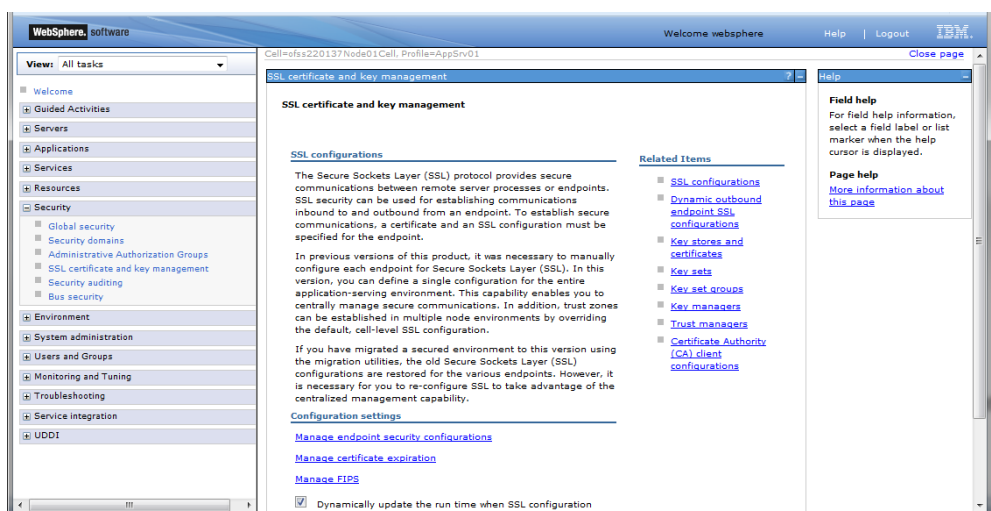 WebSphere. software
Welcome websphere
Help | Logout
IBM.
View: All tasks
Welcome
Guided Activities
Servers
Applications
Services
Resources
Security
Global security
Security domains
Administrative Authorization Groups
SSL certificate and key management
Security auditing
Bus security
Environment
System administration
Users and Groups
Monitoring and Tuning
Troubleshooting
Service integration
UDDI
Cell=ofss220137Node01Cell, Profile=AppSrv01
Close page
SSL certificate and key management
? -
SSL certificate and key management
SSL configurations
The Secure Sockets Layer (SSL) protocol provides secure
communications between remote server processes or endpoints.
SSL security can be used for establishing communications
inbound to and outbound from an endpoint. To establish secure
communications, a certificate and an SSL configuration must be
specified for the endpoint.
In previous versions of this product, it was necessary to manually
configure each endpoint for Secure Sockets Layer (SSL). In this
version, you can define a single configuration for the entire
application-serving environment. This capability enables you to
centrally manage secure communications. In addition, trust zones
can be established in multiple node environments by overriding
the default, cell-level SSL configuration.
If you have migrated a secured environment to this version using
the migration utilities, the old Secure Sockets Layer (SSL)
configurations are restored for the various endpoints. However, it
is necessary for you to re-configure SSL to take advantage of the
centralized management capability.
Configuration settings
Manage endpoint security configurations
Manage certificate expiration
Manage FIPS
Dynamically update the run time when SSL configuration
Related Items
SSL configurations
Dynamic outbound
endpoint SSL
configurations
Key stores and
certificates
Key sets
Key set groups
Key managers
Trust managers
Certificate Authority
(CA) client
configurations
Help
Field help
For field help information,
select a field label or list
marker when the help
cursor is displayed.
Page help
More information about
this page